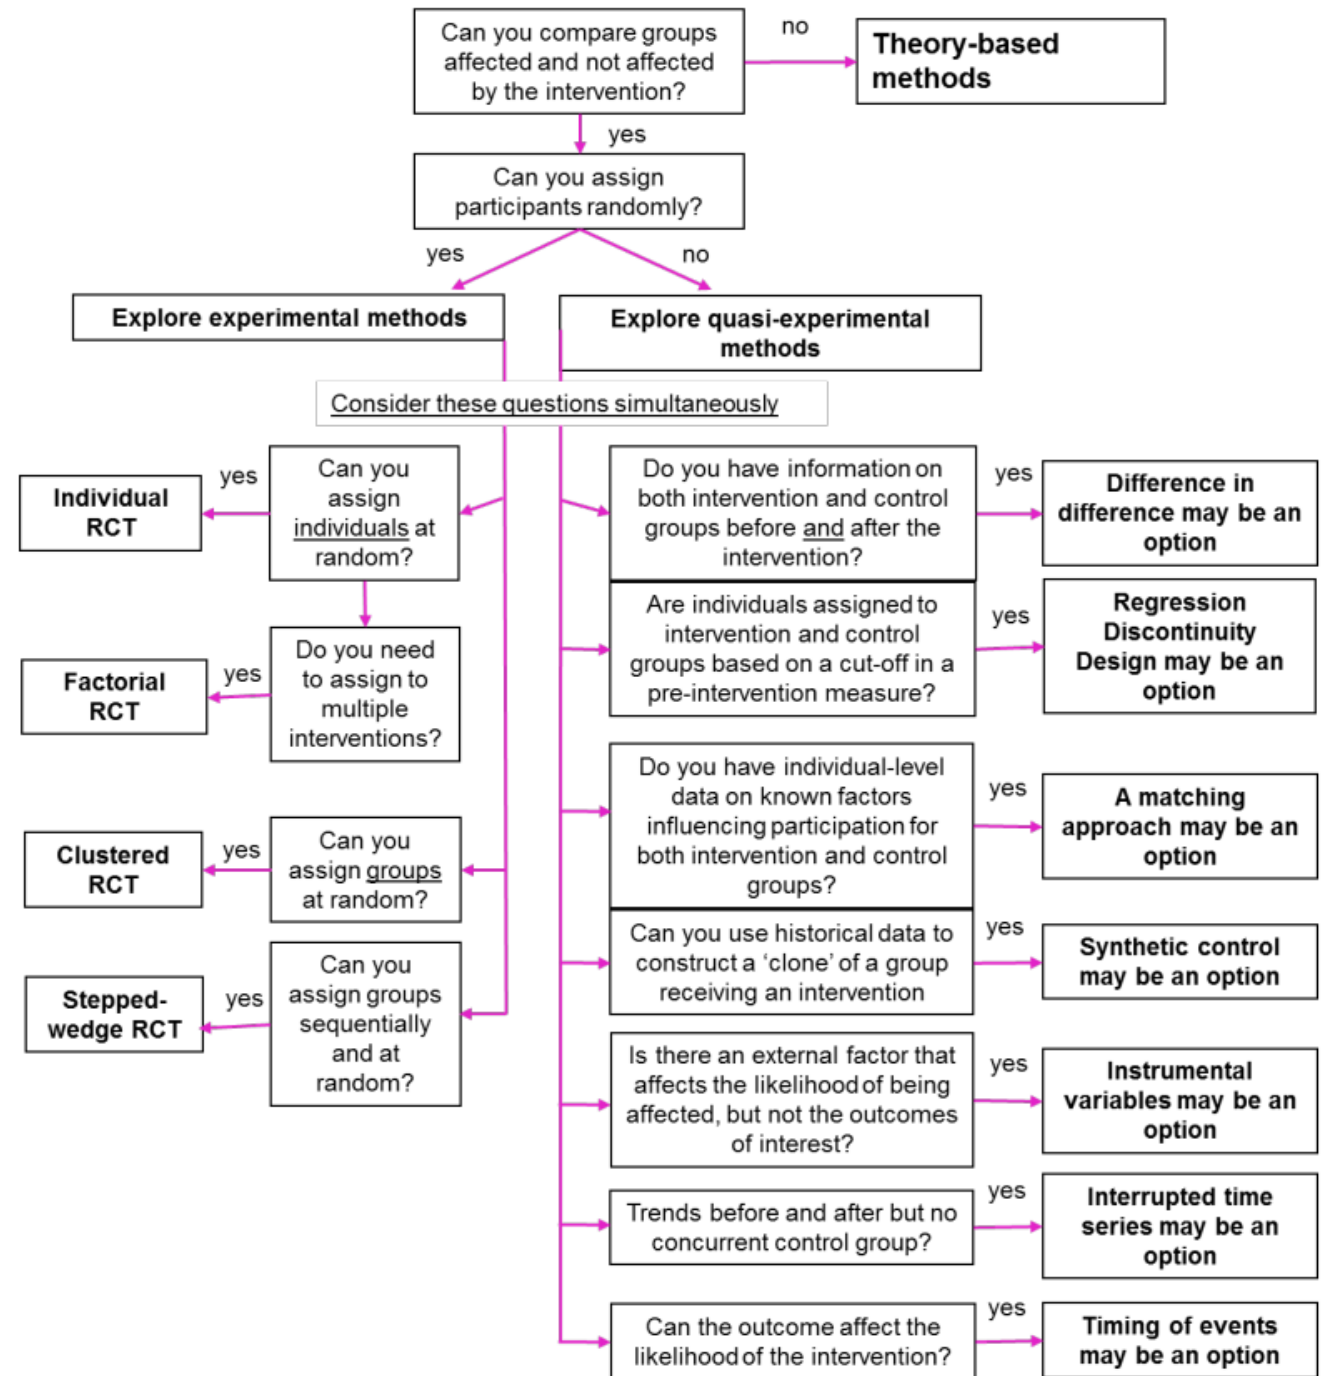 Can you compare groups
affected and not affected
by the intervention?
no
Theory-based
methods
yes
Can you assign
participants randomly?
yes
no
Explore experimental methods
Explore quasi-experimental
methods
Consider these questions simultaneously
Individual
RCT
yes
Can you
assign
individuals at
random?
Factorial
RCT
yes
Do you need
to assign to
multiple
interventions?
Clustered
RCT
yes
Can you
assign groups
at random?
Stepped-
wedge RCT
yes
Can you
assign groups
sequentially
and at
random?
Do you have information on
both intervention and control
groups before and after the
intervention?
yes
Difference in
difference may be an
option
Are individuals assigned to
intervention and control
groups based on a cut-off in a
pre-intervention measure?
yes
Regression
Discontinuity
Design may be an
option
Do you have individual-level
data on known factors
influencing participation for
both intervention and control
groups?
yes
A matching
approach may be an
option
Can you use historical data to
construct a ‘clone’ of a group
receiving an intervention
yes
Synthetic control
may be an option
Is there an external factor that
affects the likelihood of being
affected, but not the outcomes
of interest?
yes
Instrumental
variables may be an
option
Trends before and after but no
concurrent control group?
yes
Interrupted time
series may be an
option
Can the outcome affect the
likelihood of the intervention?
yes
Timing of events
may be an option